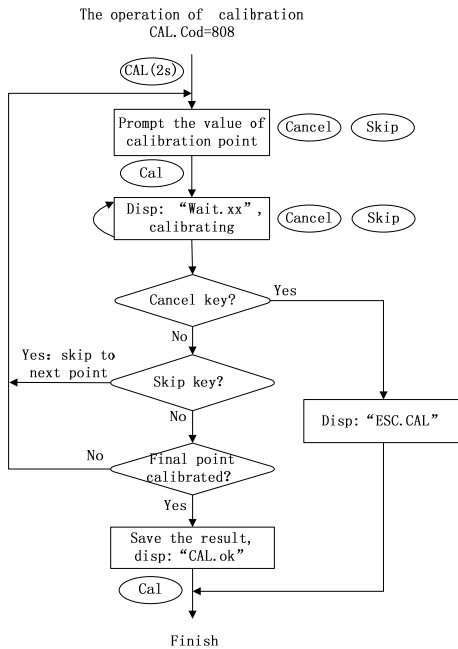 The operation of calibration
CAL.Cod=808
CAL(2s)
Prompt the value of
calibration point
Cancel
Skip
Cal
Disp: “Wait.xx”,
calibrating
Cancel
Skip
Cancel key?
Yes
No
Yes: skip to
next point
Skip key?
No
Disp:“ESC.CAL”
No
Final point
calibrated?
Yes
Save the result,
disp:“CAL.ok”
Cal
Finish